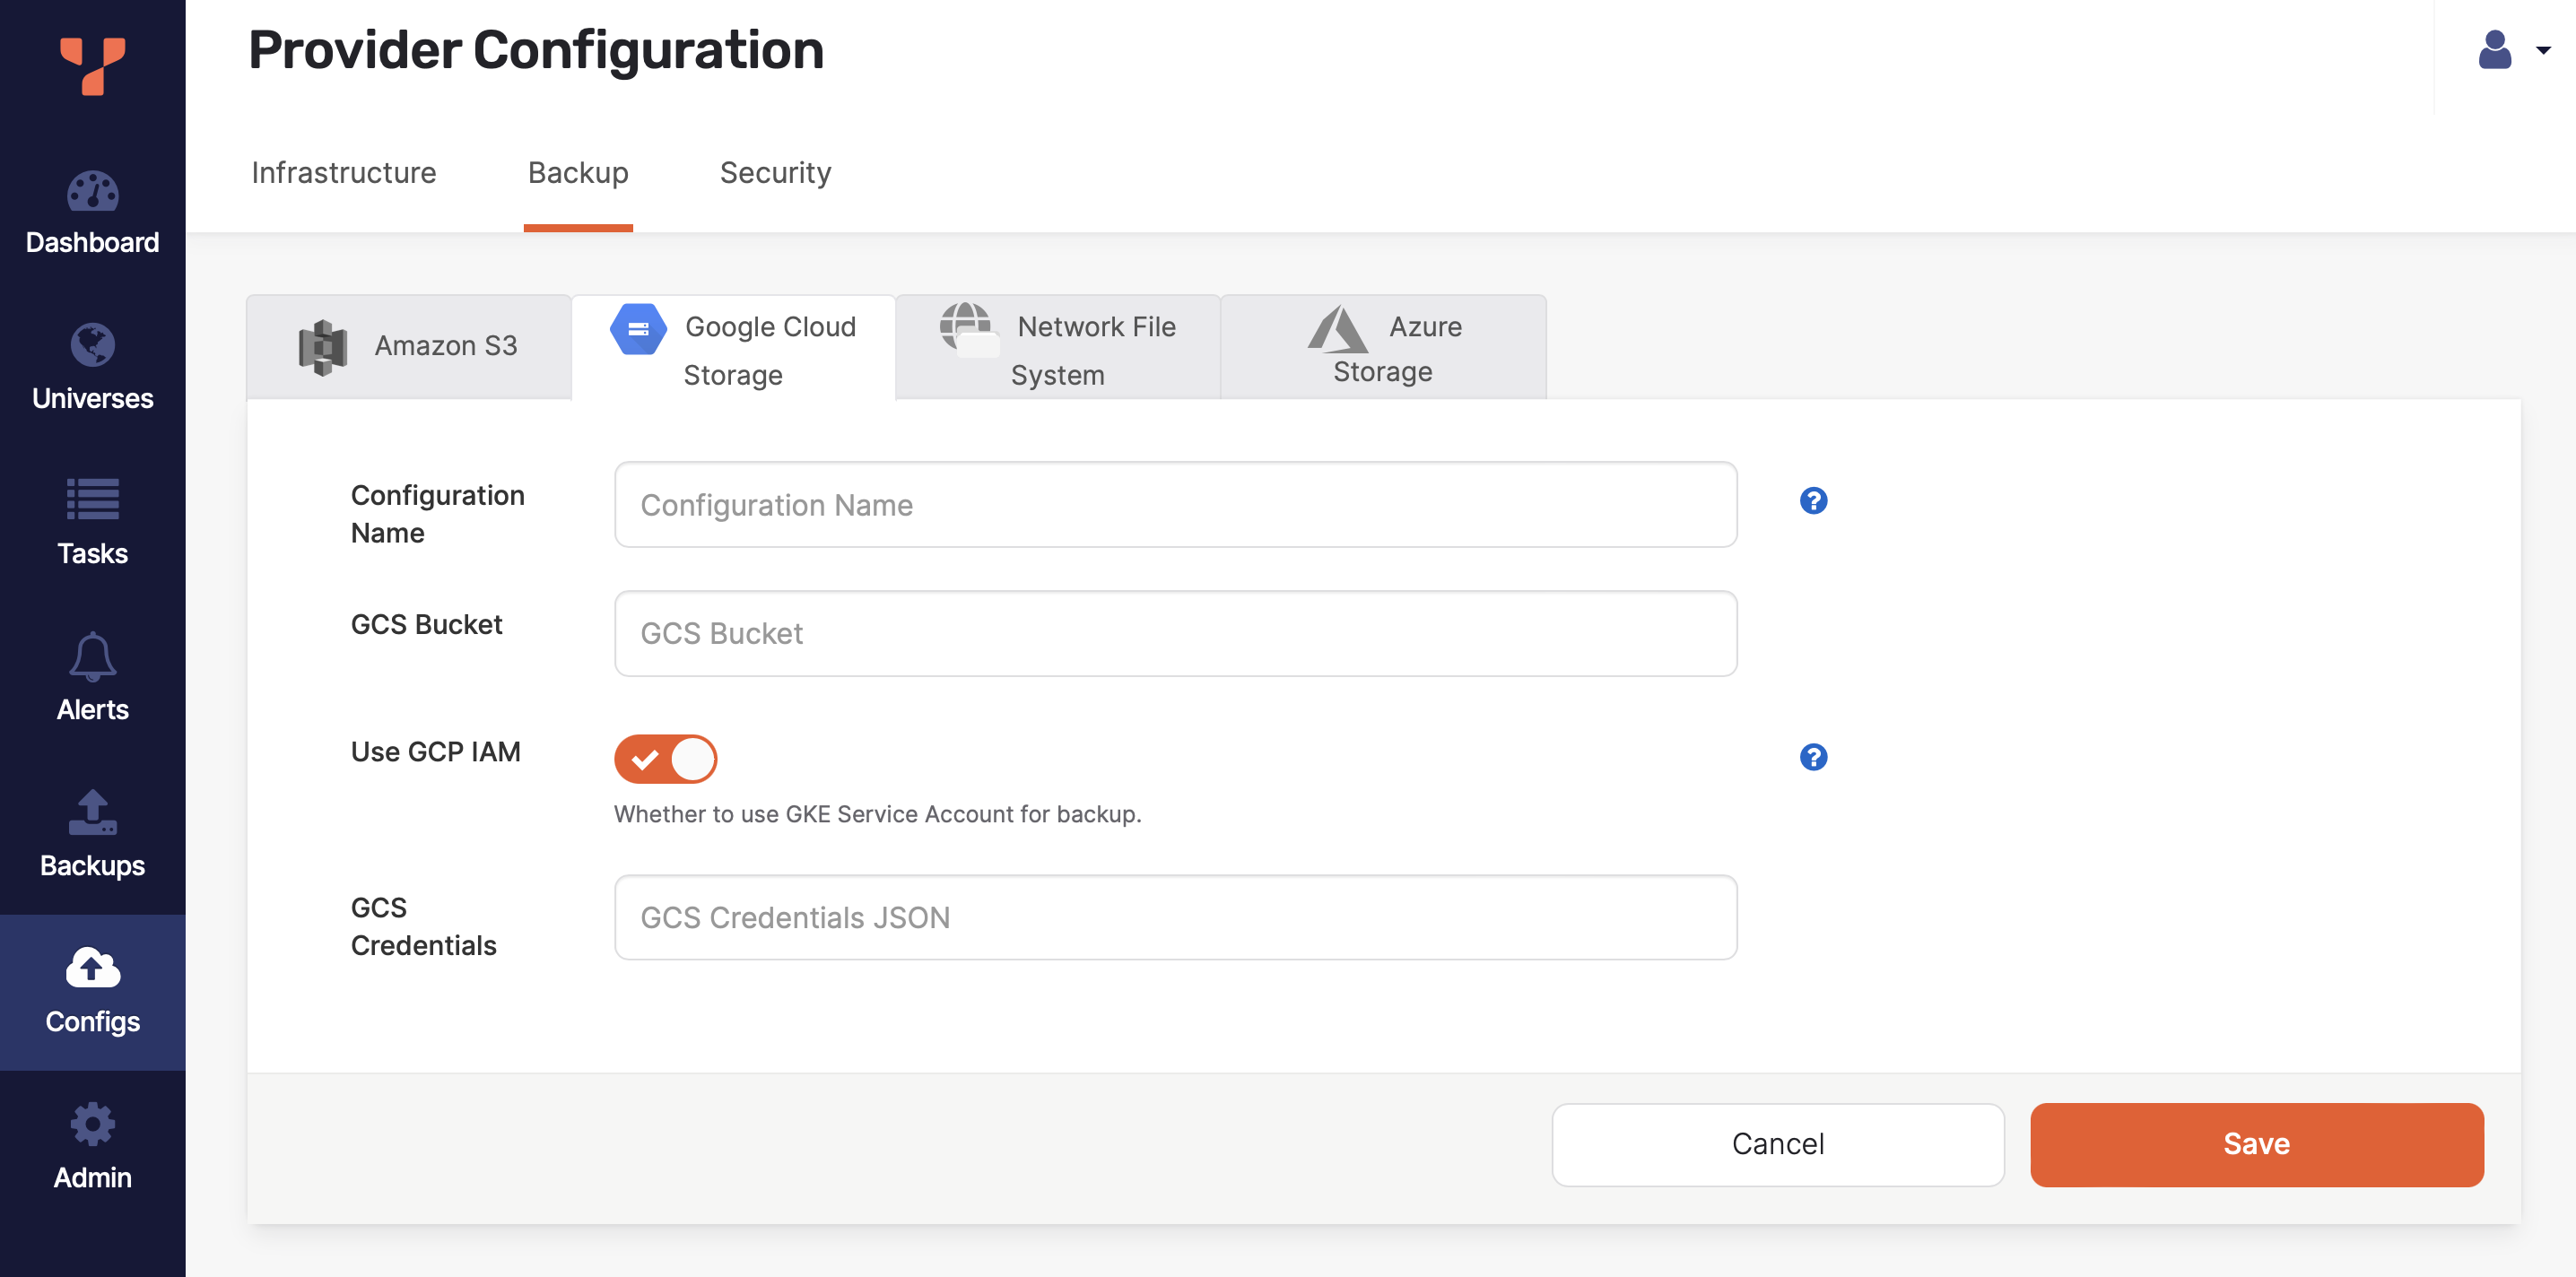 Provider Configuration
Infrastructure
Backup
Security
Dashboard
Universes
Tasks
Alerts
Backups
Configs
Admin
Amazon S3
Google Cloud
Storage
Network File
System
Azure
Storage
Configuration
Name
Configuration Name
GCS Bucket
GCS Bucket
Use GCP IAM
Whether to use GKE Service Account for backup.
GCS
Credentials
GCS Credentials JSON
Cancel
Save